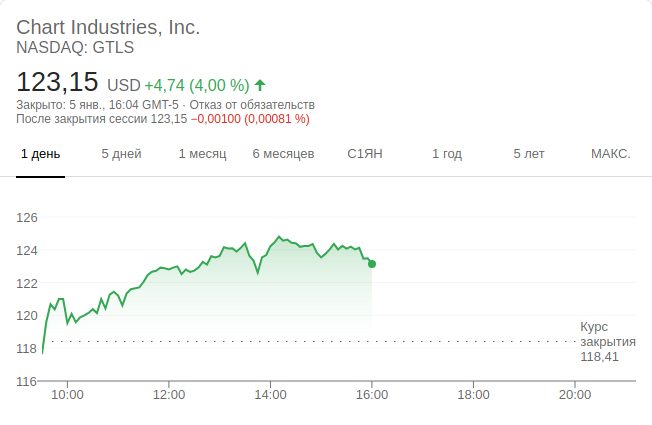 Chart Industries, Inc.
NASDAQ: GTLS
123,15 USD +4,74 (4,00 %)
Закрыто: 5 янв., 16:04 GMT-5 · Отказ от обязательств
После закрытия сессии 123,15 −0,00100 (0,00081 %)
1 день 5 дней 1 месяц 6 месяцев С1ЯН 1 год 5 лет МАКС.
126
124
122
120
118
116
Курс
закрытия
118,41
10:00 12:00 14:00 16:00 18:00 20:00